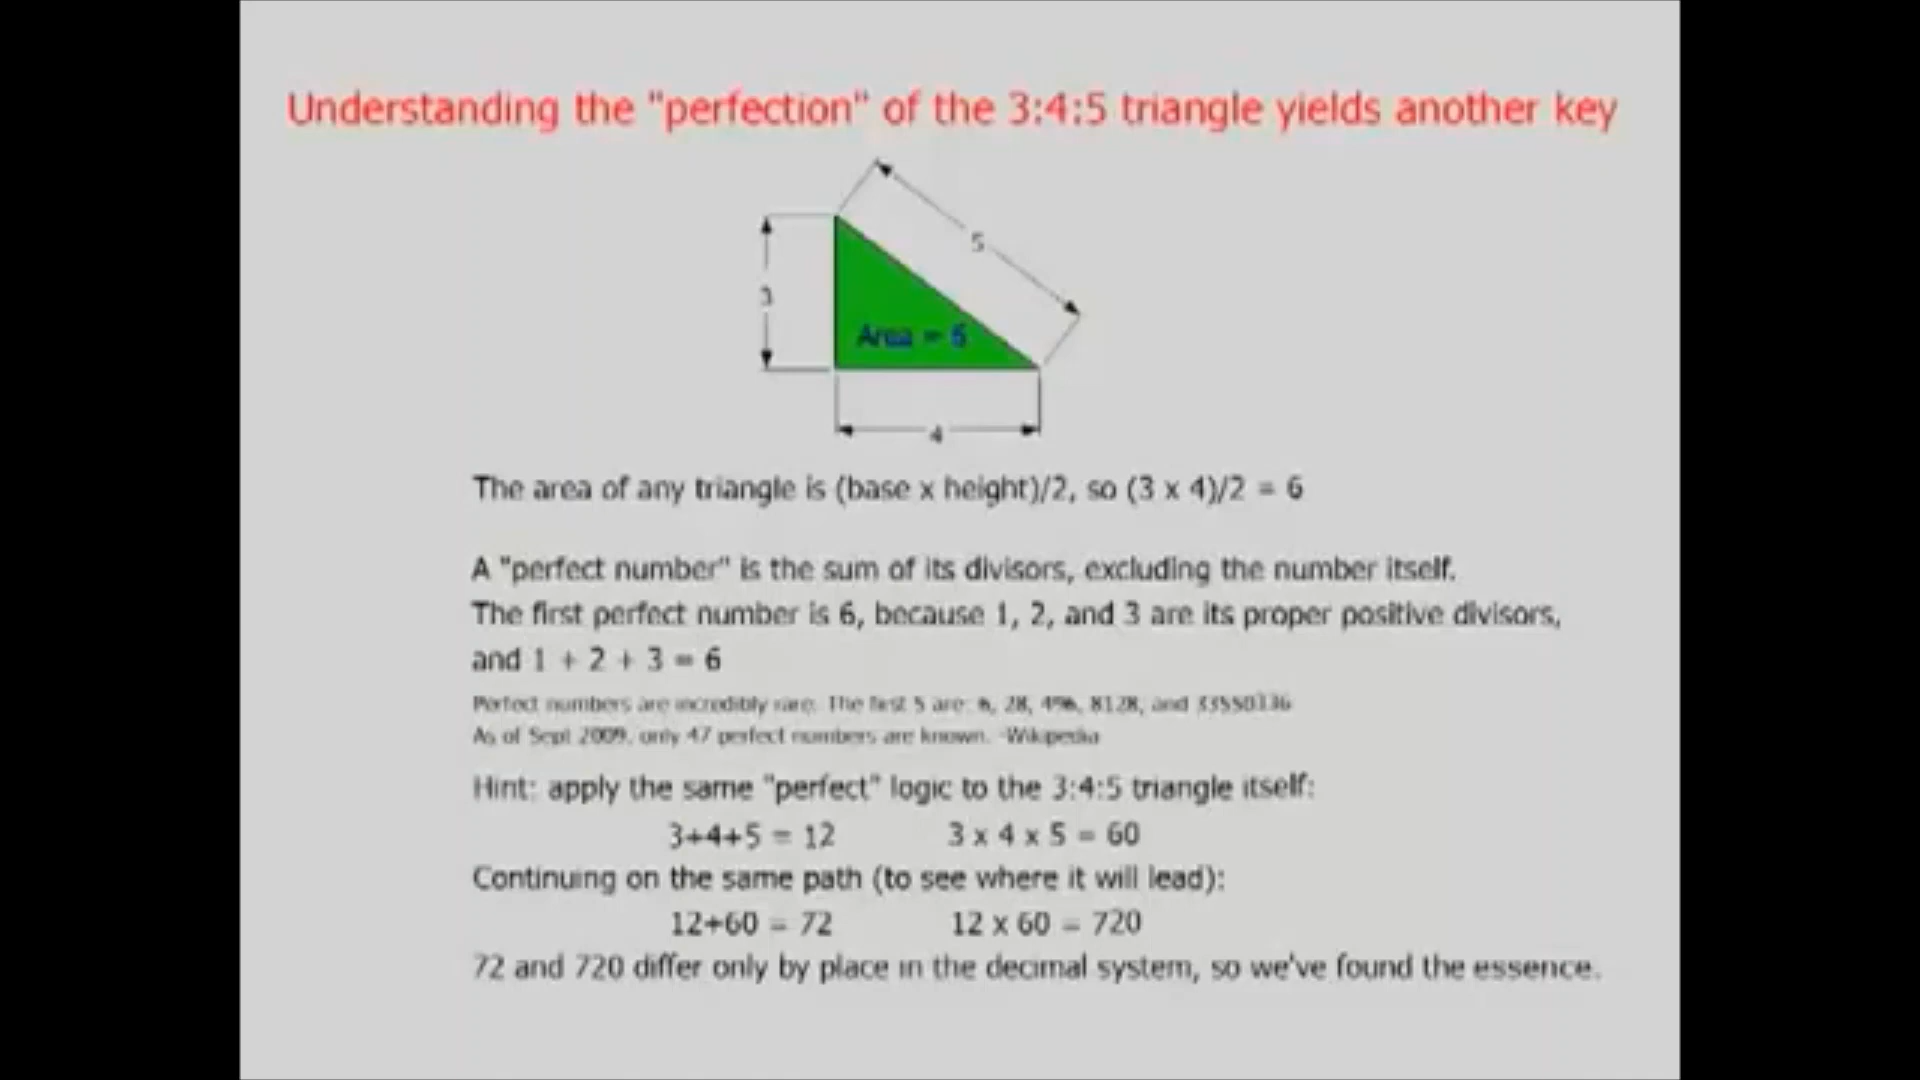 Understanding the "perfection" of the 3:4:5 triangle yields another key
5
3
Area = 6
4
The area of any triangle is (base x height)/2, so (3 x 4)/2 = 6
A "perfect number" is the sum of its divisors, excluding the number itself.
The first perfect number is 6, because 1, 2, and 3 are its proper positive divisors,
and 1 + 2 + 3 = 6
Perfect numbers are incredibly rare. The first 5 are: 6, 28, 496, 8128, and 33550336
As of Sept 2009, only 47 perfect numbers are known. -Wikipedia
Hint: apply the same "perfect" logic to the 3:4:5 triangle itself:
3+4+5 = 12 3 x 4 x 5 = 60
Continuing on the same path (to see where it will lead):
12+60 = 72 12 x 60 = 720
72 and 720 differ only by place in the decimal system, so we've found the essence.